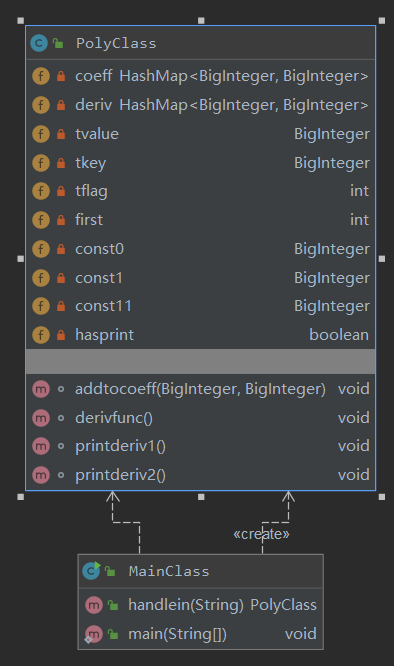 PolyClass
coeff HashMap<BigInteger, BigInteger>
deriv HashMap<BigInteger, BigInteger>
tvalue BigInteger
tkey BigInteger
tflag int
first int
const0 BigInteger
const1 BigInteger
const11 BigInteger
hasprint boolean
addtocoeff(BigInteger, BigInteger) void
derivfunc() void
printderiv1() void
printderiv2() void
«create»
MainClass
handlein(String) PolyClass
main(String[]) void